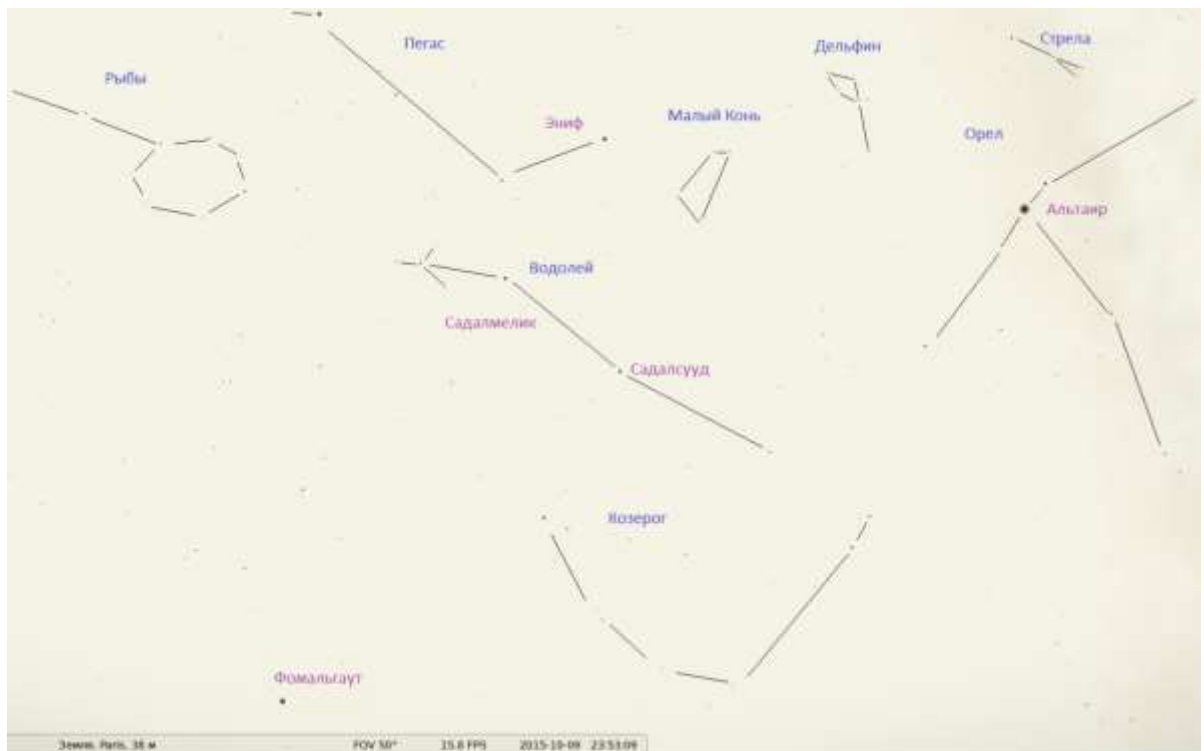 Пегас
Дельфин
Стрела
Рыбы
Эниф
Малый Конь
Орел
Альтаир
Водолей
Садалмелик
Садалсууд
Козерог
Фомальгаут
Земля, Paris, 38 м FOV 50° 15.8 FPS 2015-10-09 23:53:09